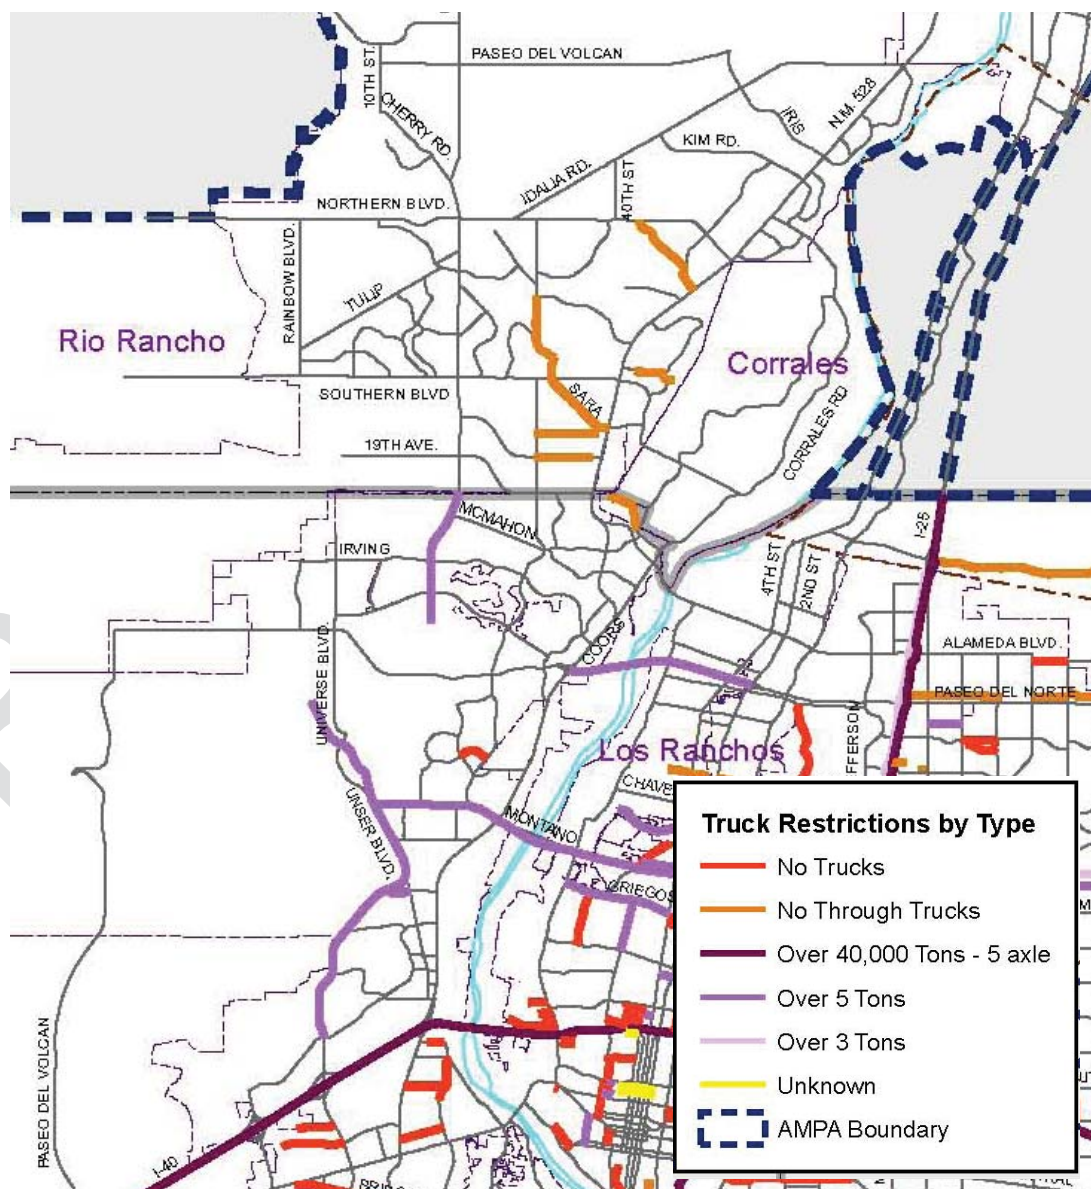 PASEO DEL VOLCAN
10TH ST.
CHERRY RD.
IRIS
N.M. 528
KIM RD.
IDALIA RD.
40TH ST
NORTHERN BLVD.
RAINBOW BLVD.
TULIP
Rio Rancho
Corrales
SOUTHERN BLVD
SARA
CORRALES RD
19TH AVE.
MCMAHON
I-25
IRVING
4TH ST
2ND ST
COORS
ALAMEDA BLVD.
UNIVERSE BLVD.
PASEO DEL NORTE
Los Ranchos
FFERSON
CHAVE
UNSER BLVD.
MONTANO
GRIEGOS
PASEO DEL VOLCAN
I-40
Truck Restrictions by Type
No Trucks
No Through Trucks
Over 40,000 Tons - 5 axle
Over 5 Tons
Over 3 Tons
Unknown
AMPA Boundary